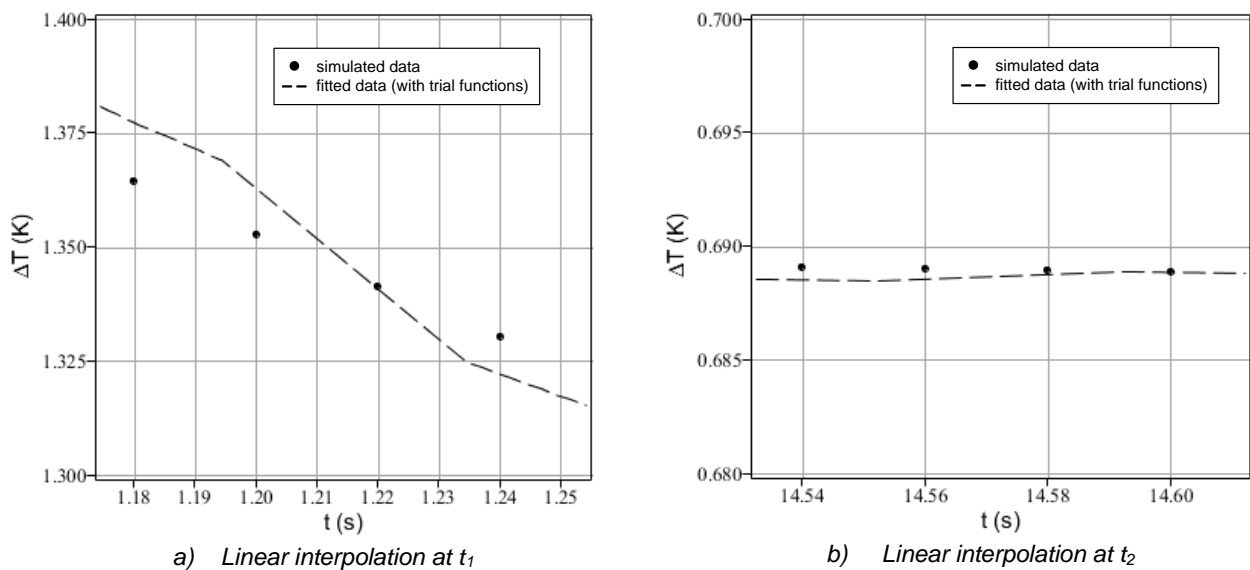 1.400
1.375
1.350
1.325
1.300
ΔT (K)
simulated data
fitted data (with trial functions)
1.18 1.19 1.20 1.21 1.22 1.23 1.24 1.25
t (s)
a) Linear interpolation at t1
0.700
0.695
0.690
0.685
0.680
ΔT (K)
simulated data
fitted data (with trial functions)
14.54 14.56 14.58 14.60
t (s)
b) Linear interpolation at t2